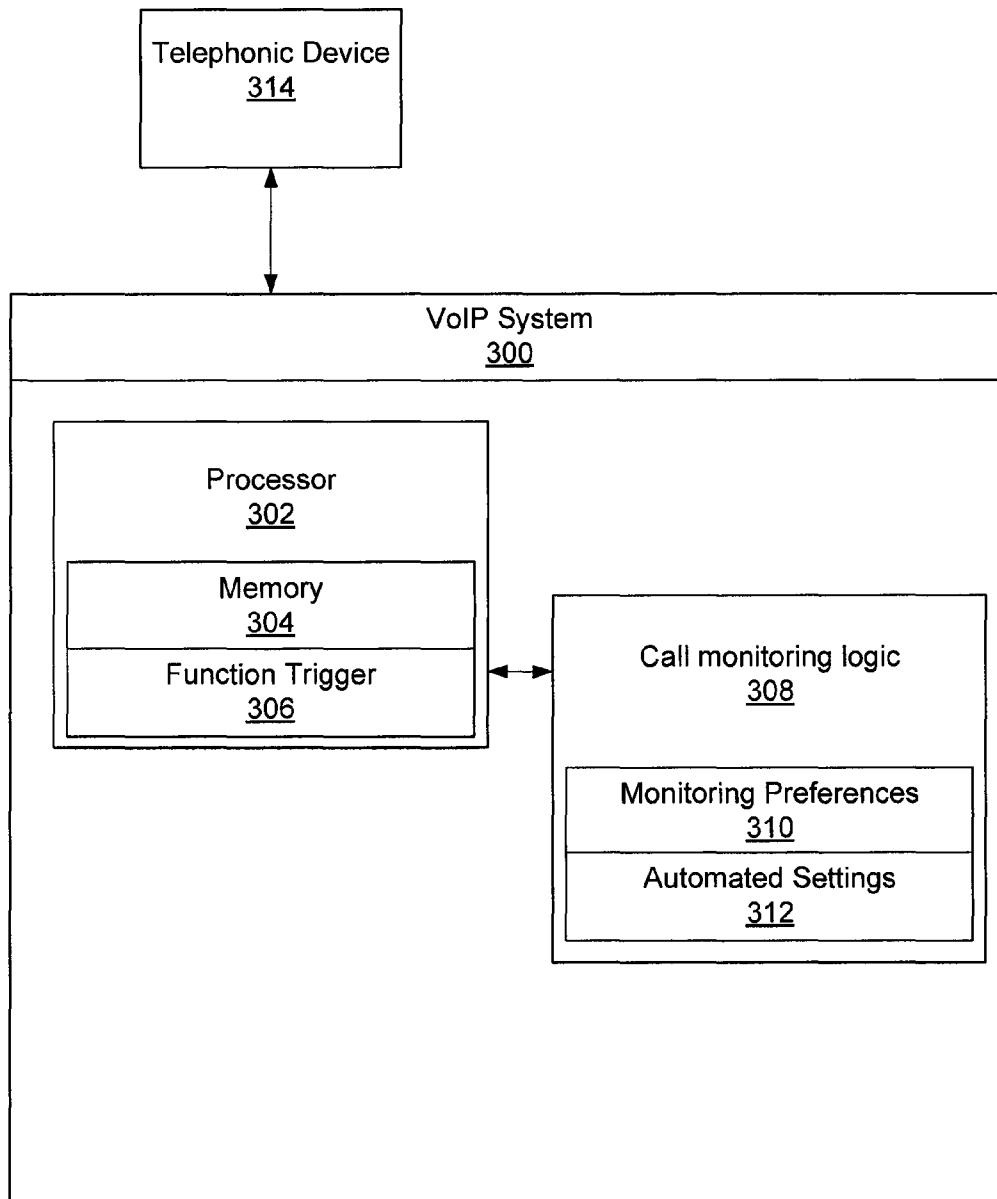 Telephonic Device
314
VoIP System
300
Processor
302
Memory
304
Function Trigger
306
Call monitoring logic
308
Monitoring Preferences
310
Automated Settings
312